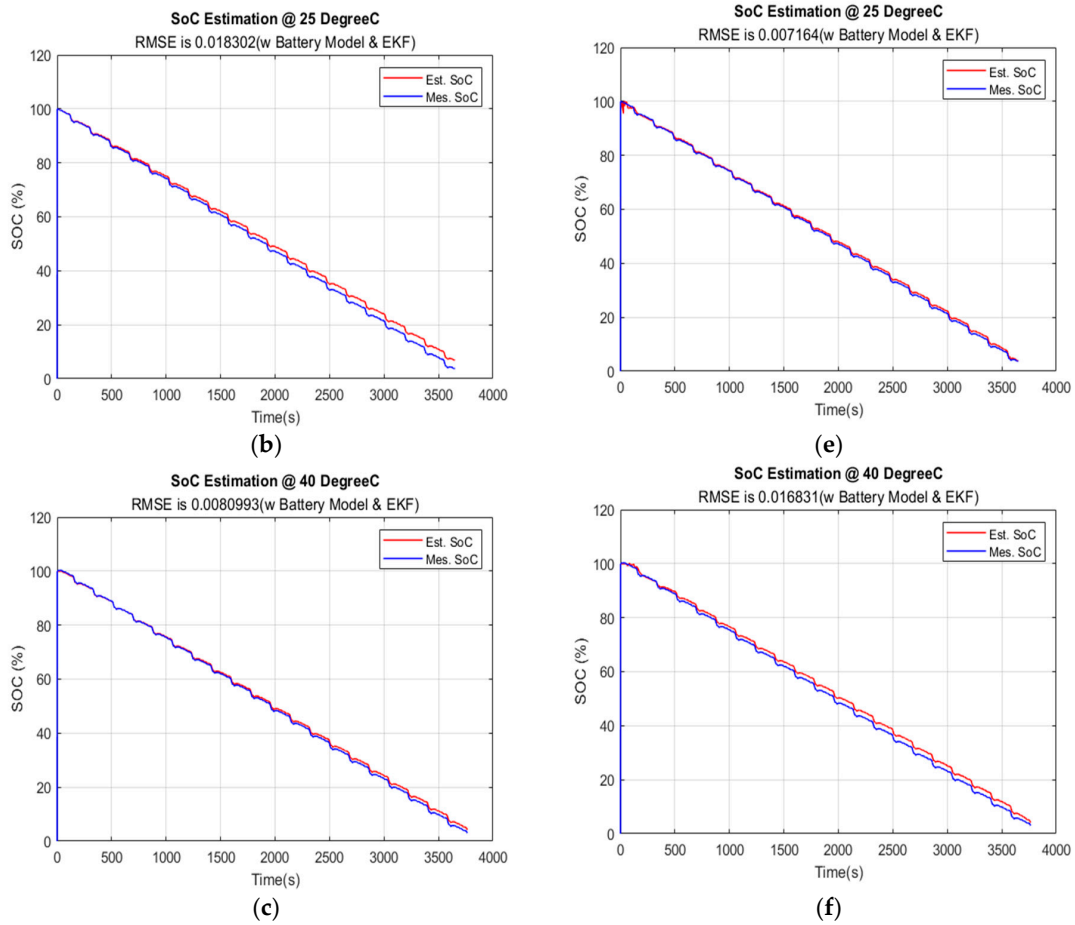 SoC Estimation @ 25 DegreeC
RMSE is 0.018302(w Battery Model & EKF)
120
100
80
60
40
20
0
SOC (%)
Est. SoC
Mes. SoC
0 500 1000 1500 2000 2500 3000 3500 4000
Time(s)
(b)
SoC Estimation @ 25 DegreeC
RMSE is 0.007164(w Battery Model & EKF)
120
100
80
60
40
20
0
SOC (%)
Est. SoC
Mes. SoC
0 500 1000 1500 2000 2500 3000 3500 4000
Time(s)
(e)
SoC Estimation @ 40 DegreeC
RMSE is 0.0080993(w Battery Model & EKF)
120
100
80
60
40
20
0
SOC (%)
Est. SoC
Mes. SoC
0 500 1000 1500 2000 2500 3000 3500 4000
Time(s)
(c)
SoC Estimation @ 40 DegreeC
RMSE is 0.016831(w Battery Model & EKF)
120
100
80
60
40
20
0
SOC (%)
Est. SoC
Mes. SoC
0 500 1000 1500 2000 2500 3000 3500 4000
Time(s)
(f)